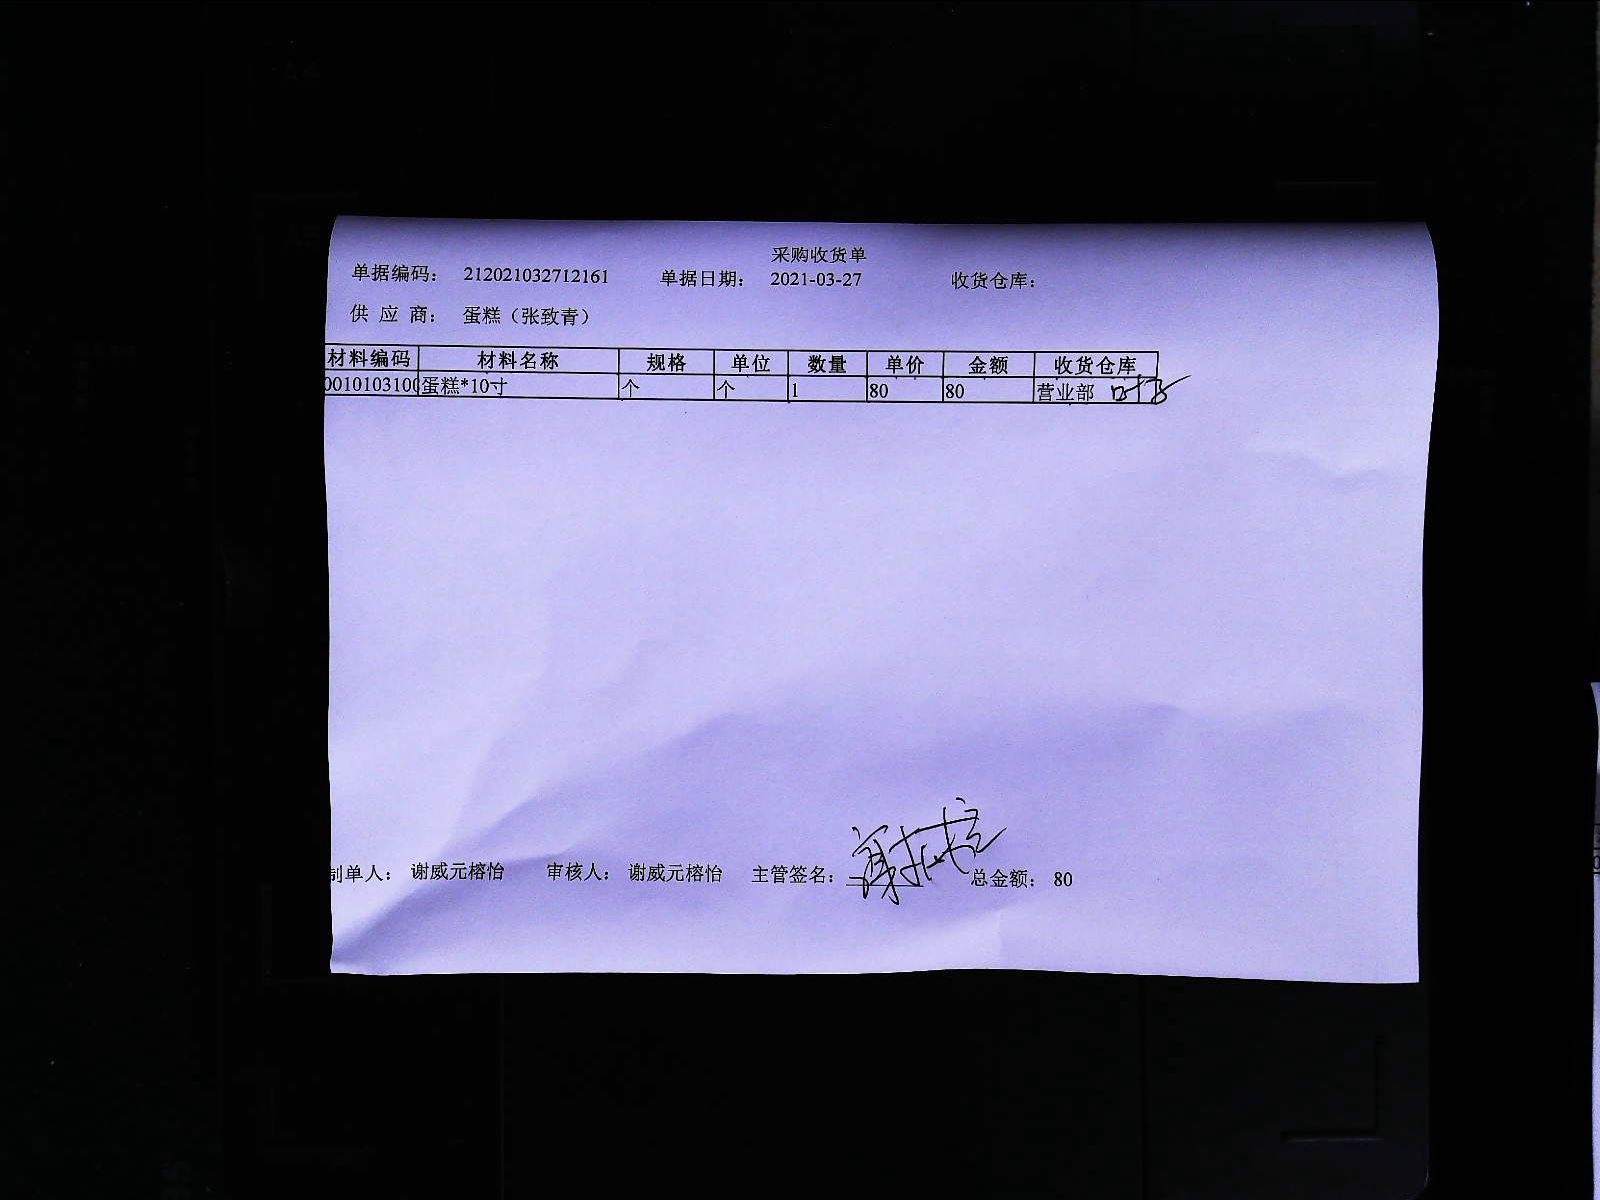 采购收货单
单据编码： 212021032712161 单据日期： 2021-03-27 收货仓库：
供 应 商： 蛋糕（张致青）
材料编码 材料名称 规格 单位 数量 单价 金额 收货仓库
0010103100 蛋糕*10寸 个 个 1 80 80 营业部
制单人： 谢威元榕怡 审核人： 谢威元榕怡 主管签名： 总金额： 80